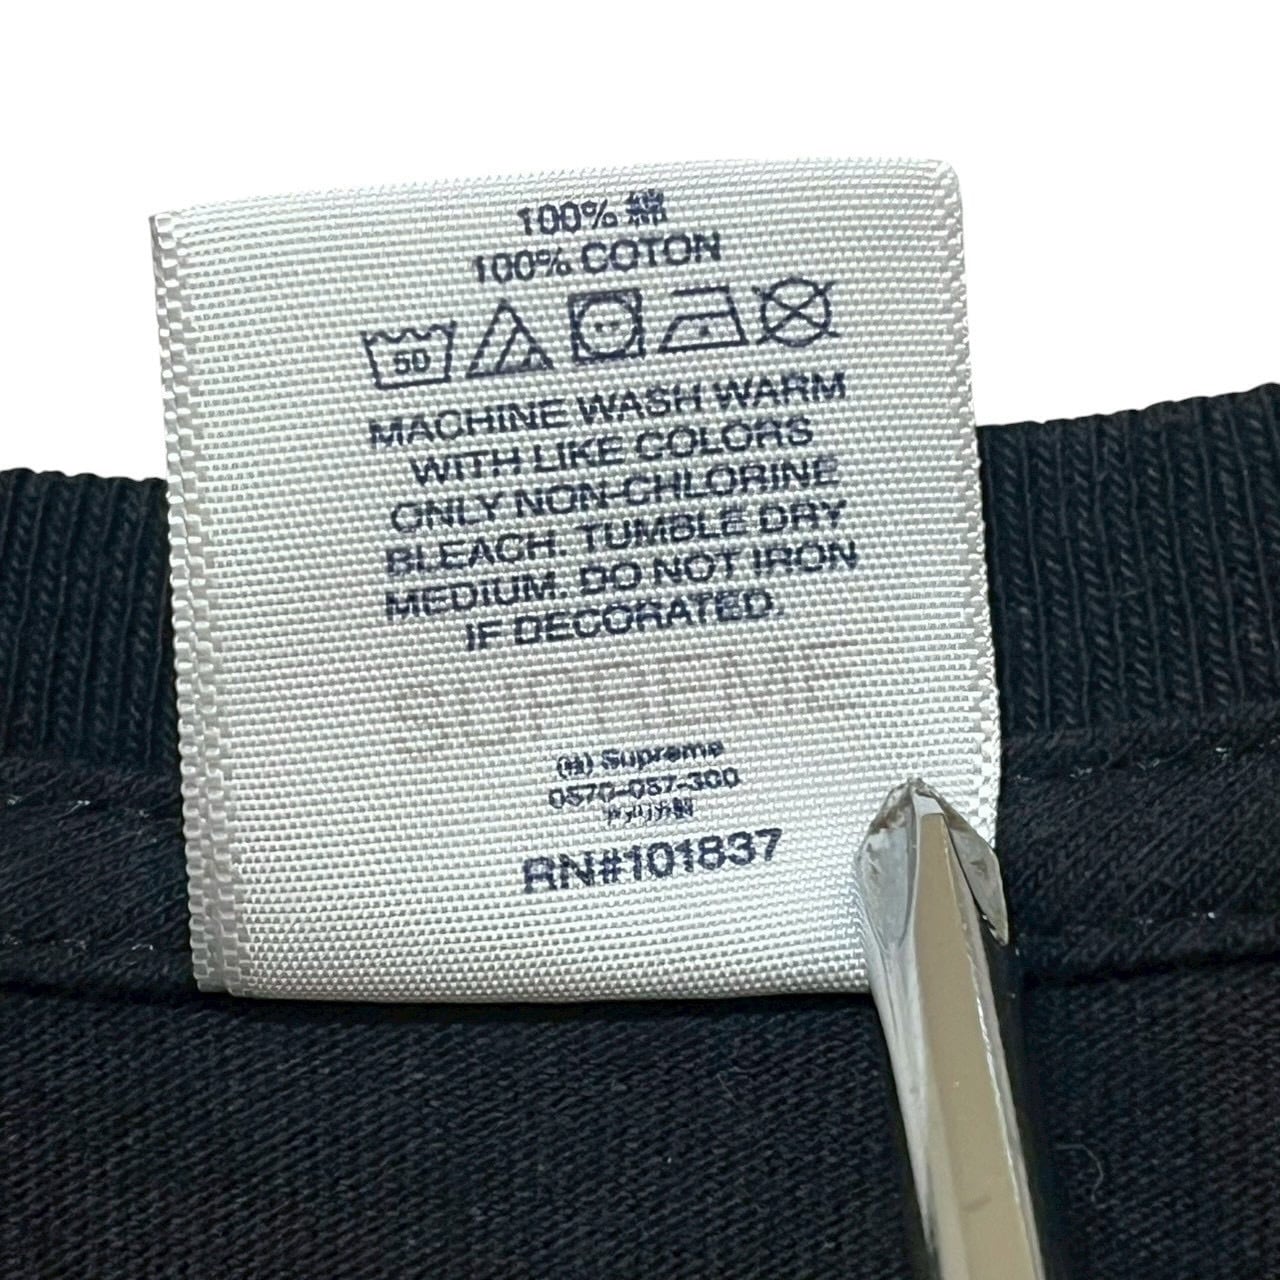 100% 綿
100% COTON
50
MACHINE WASH WARM
WITH LIKE COLORS
ONLY NON-CHLORINE
BLEACH. TUMBLE DRY
MEDIUM. DO NOT IRON
IF DECORATED.
SUPREME
(株) Supreme
0570-057-300
RN#101837